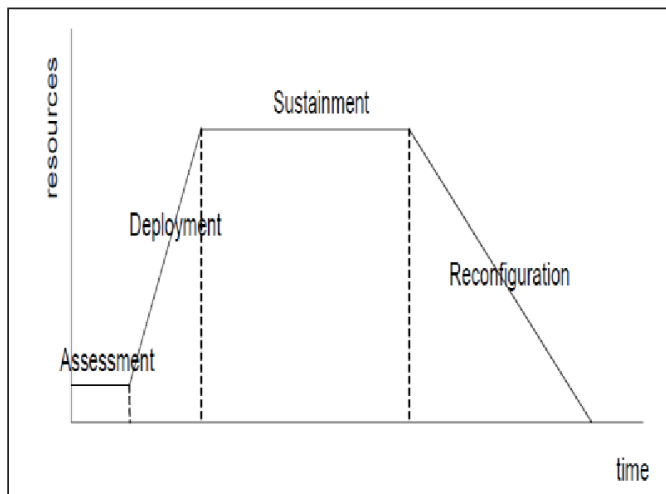 resources
Sustainment
Deployment
Reconfiguration
Assessment
time